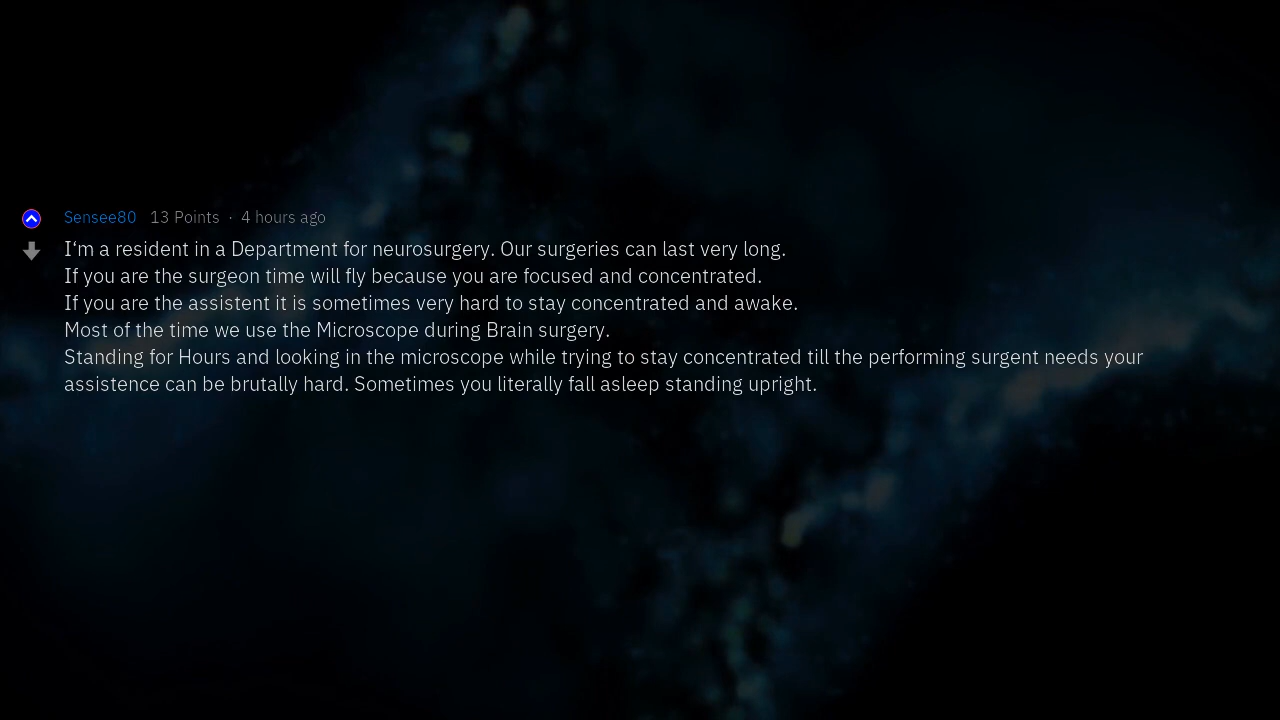 Sensee80 13 Points · 4 hours ago
I‘m a resident in a Department for neurosurgery. Our surgeries can last very long.
If you are the surgeon time will fly because you are focused and concentrated.
If you are the assistent it is sometimes very hard to stay concentrated and awake.
Most of the time we use the Microscope during Brain surgery.
Standing for Hours and looking in the microscope while trying to stay concentrated till the performing surgent needs your
assistence can be brutally hard. Sometimes you literally fall asleep standing upright.